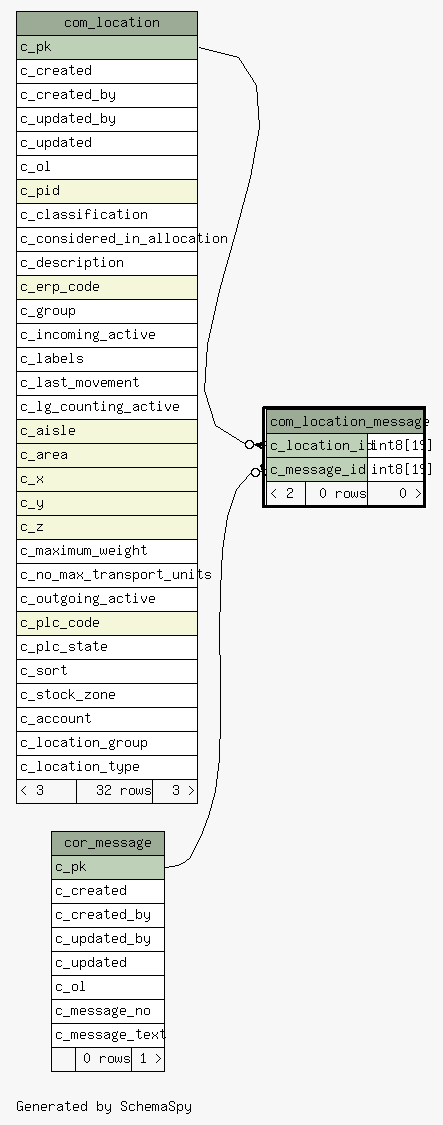 com_location
c_pk
c_created
c_created_by
c_updated_by
c_updated
c_ol
c_pid
c_classification
c_considered_in_allocation
c_description
c_erp_code
c_group
c_incoming_active
c_labels
c_last_movement
c_lg_counting_active
c_aisle
c_area
c_x
c_y
c_z
c_maximum_weight
c_no_max_transport_units
c_outgoing_active
c_plc_code
c_plc_state
c_sort
c_stock_zone
c_account
c_location_group
c_location_type
< 3 32 rows 3 >
com_location_message
c_location_id int8[19]
c_message_id int8[19]
< 2 0 rows 0 >
cor_message
c_pk
c_created
c_created_by
c_updated_by
c_updated
c_ol
c_message_no
c_message_text
0 rows 1 >
Generated by SchemaSpy